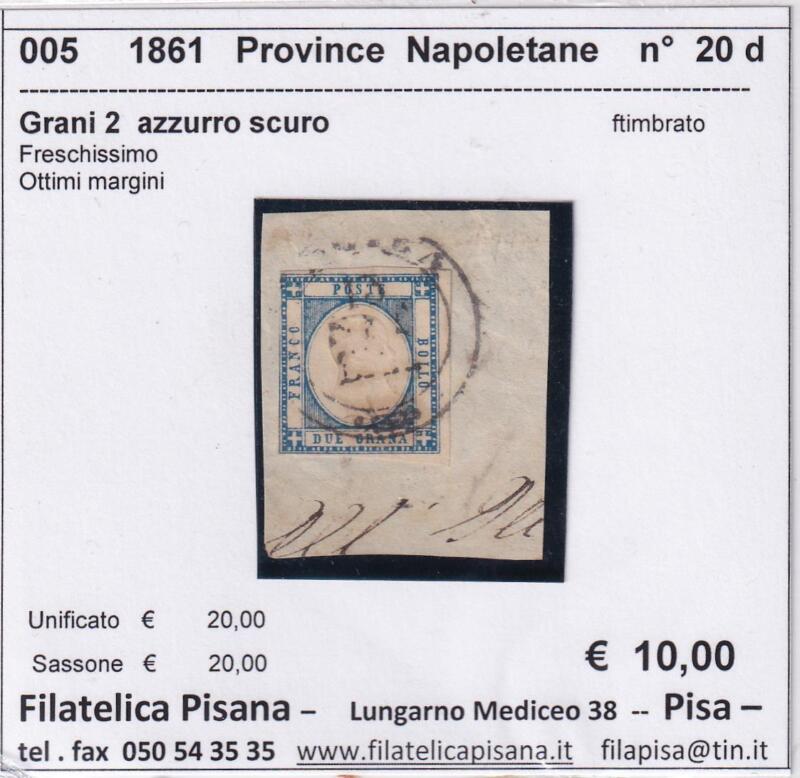 005 1861 Province Napoletane n° 20 d
Grani 2 azzurro scuro ftimbrato
Freschissimo
Ottimi margini
POSTE
FRANCO
BOLLO
DUE GRANA
Unificato € 20,00
Sassone € 20,00
€ 10,00
Filatelica Pisana – Lungarno Mediceo 38 -- Pisa –
tel . fax 050 54 35 35 www.filatelicapisana.it filapisa@tin.it